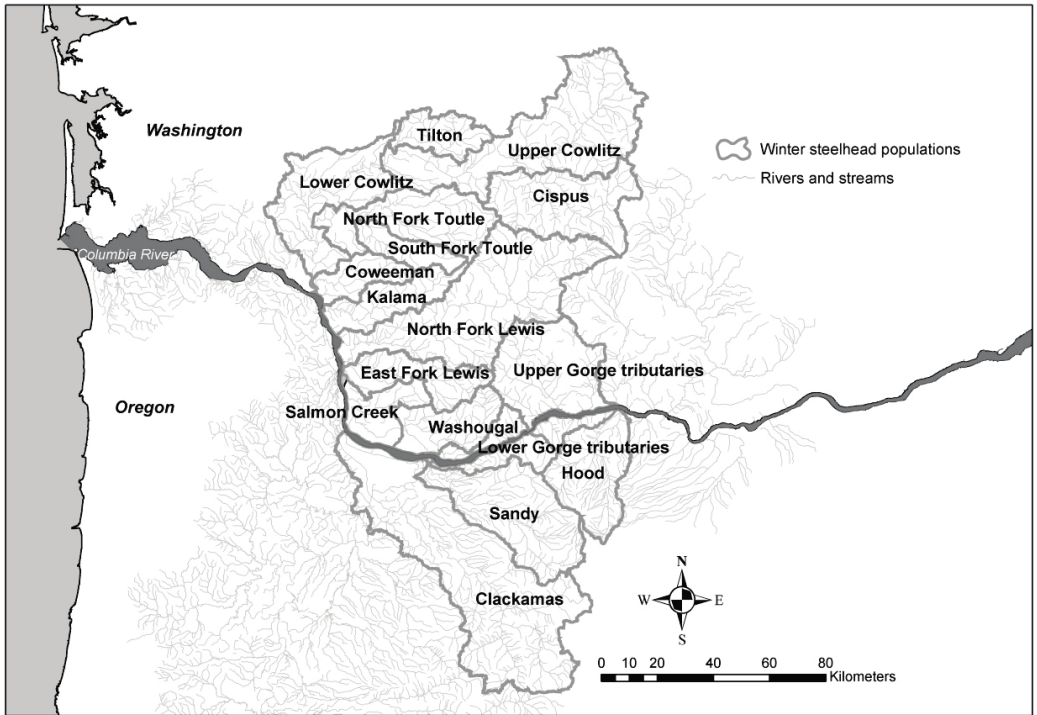 Washington
Tilton
Upper Cowlitz
Winter steelhead populations
Rivers and streams
Lower Cowlitz
Cispus
North Fork Toutle
South Fork Toutle
Columbia River
Coweeman
Kalama
North Fork Lewis
East Fork Lewis
Upper Gorge tributaries
Oregon
Salmon Creek
Washougal
Lower Gorge tributaries
Hood
Sandy
Clackamas
N
W E
S
0 10 20 40 60 80
Kilometers